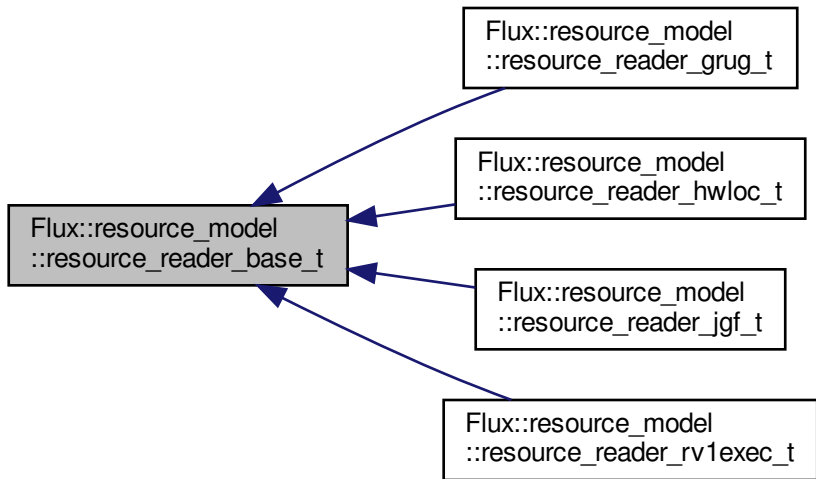 Flux::resource_model
::resource_reader_grug_t
Flux::resource_model
::resource_reader_hwloc_t
Flux::resource_model
::resource_reader_base_t
Flux::resource_model
::resource_reader_jgf_t
Flux::resource_model
::resource_reader_rv1exec_t